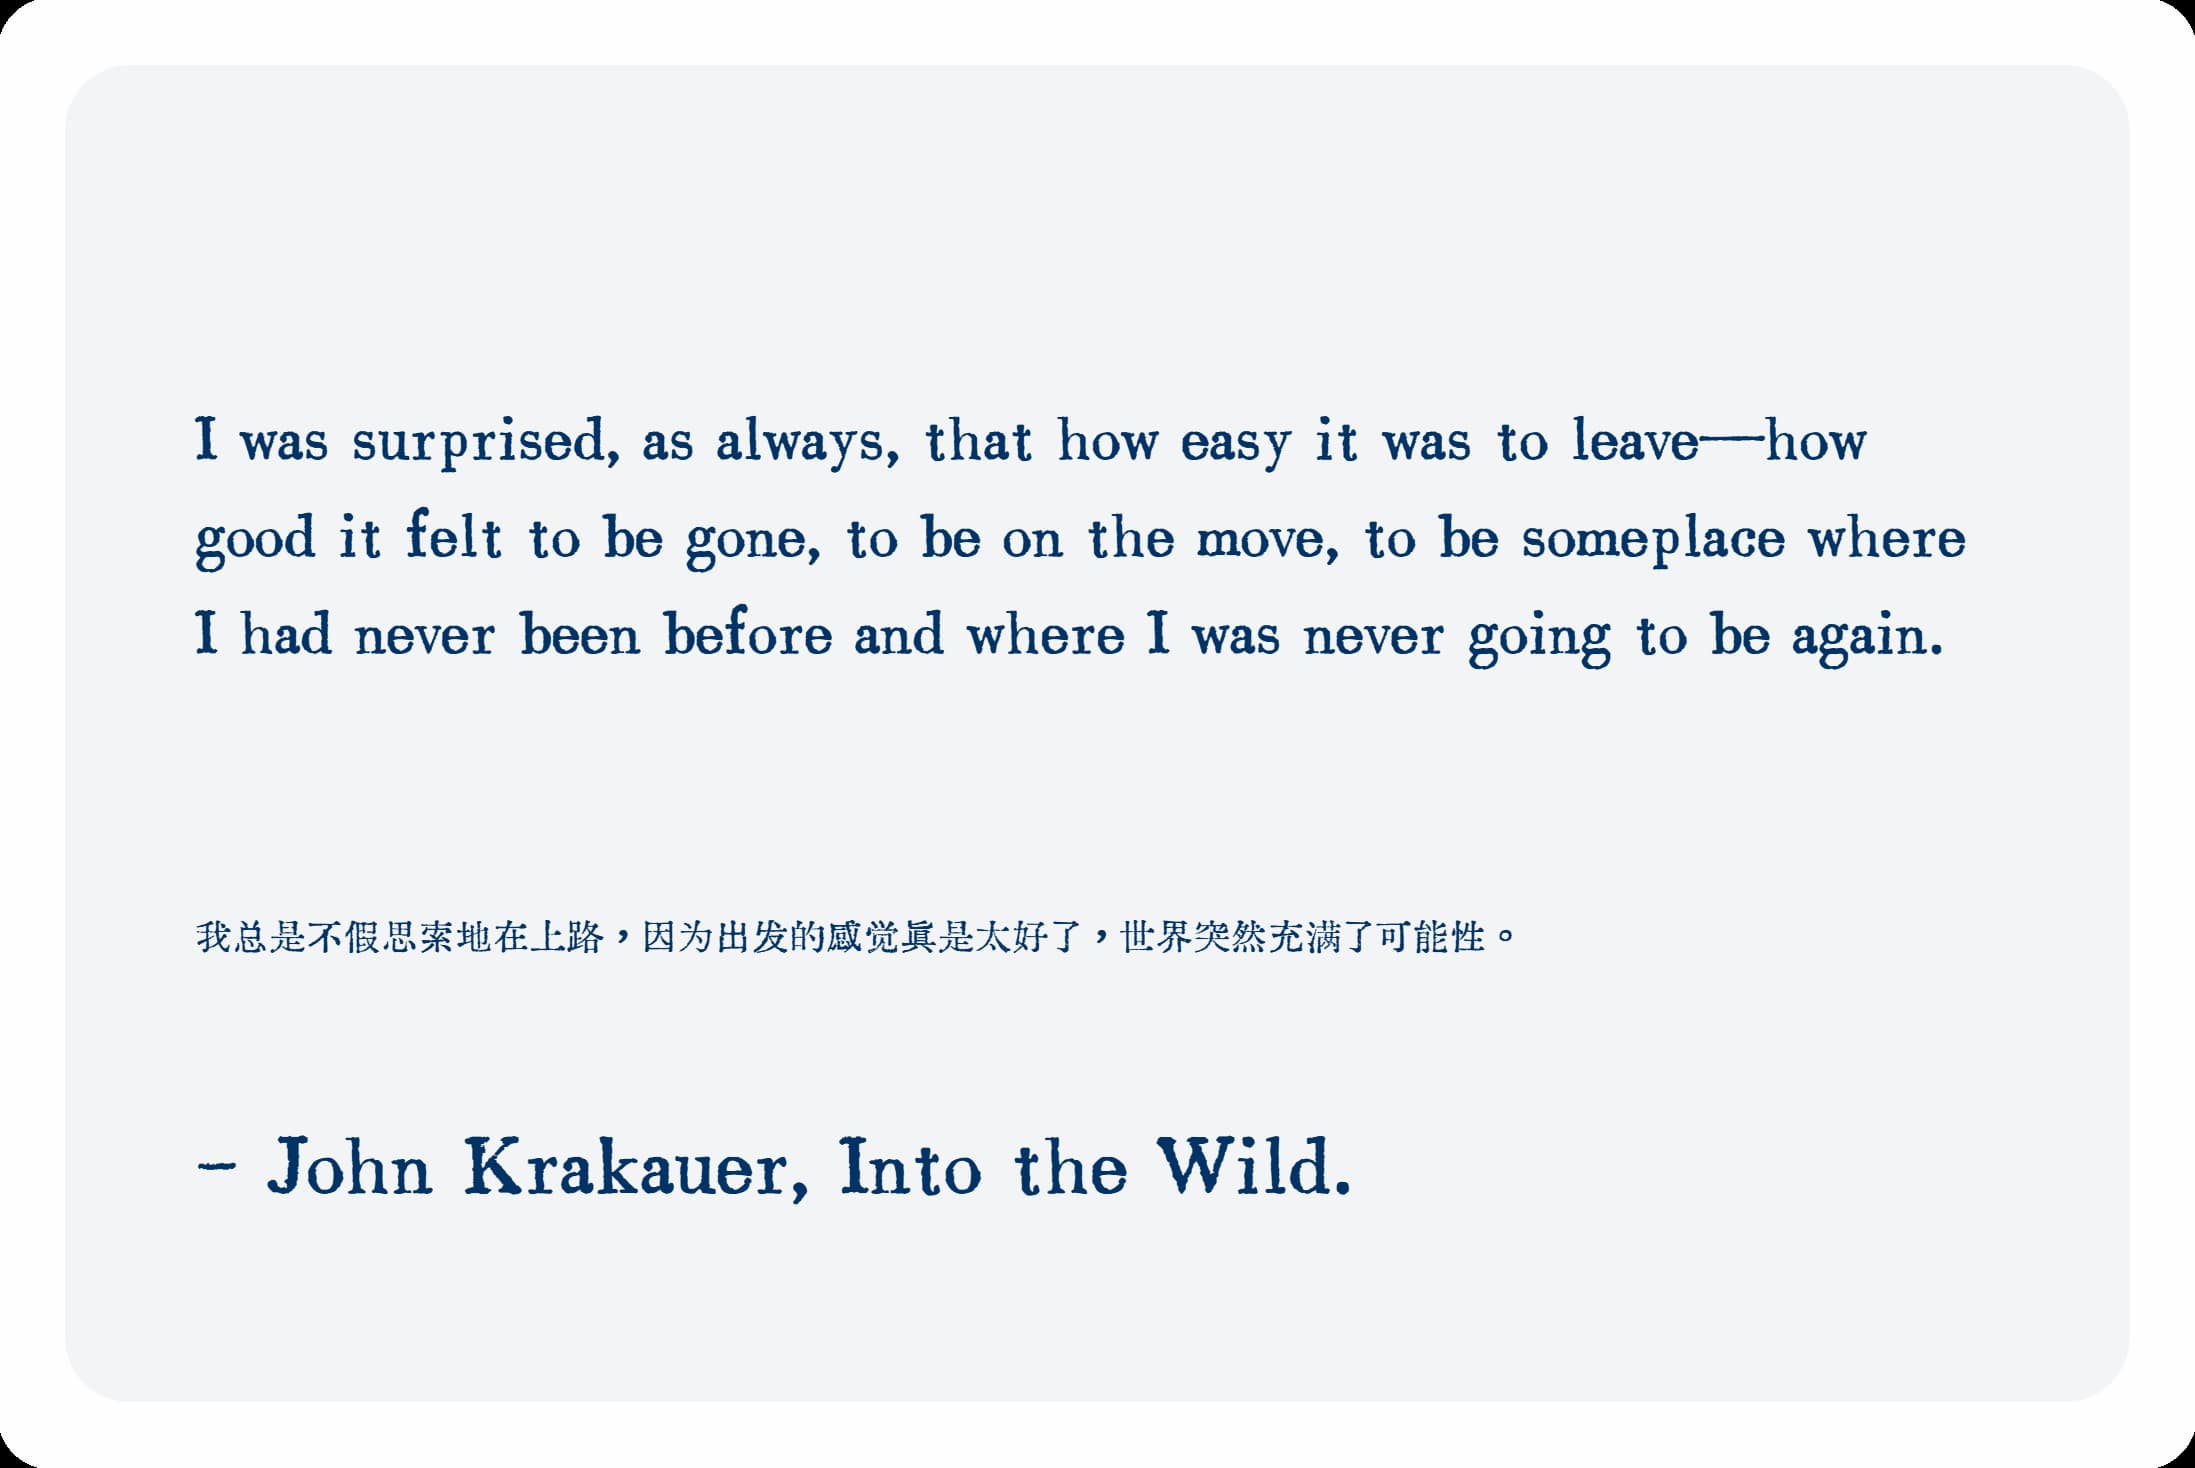 I was surprised, as always, that how easy it was to leave—how
good it felt to be gone, to be on the move, to be someplace where
I had never been before and where I was never going to be again.
我总是不假思索地在上路，因为出发的感觉真是太好了，世界突然充满了可能性。
– John Krakauer, Into the Wild.